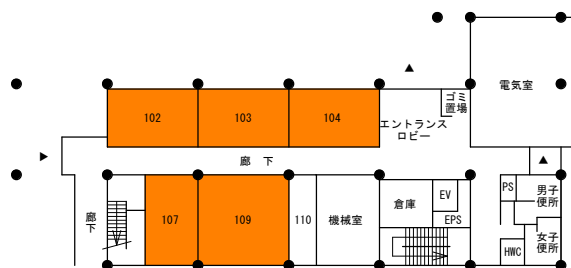 電気室
ゴミ
置場
102
103
104
エントランス
ロビー
廊 下
PS
男子
便所
EV
倉庫
107
109
110
機械室
EPS
廊
下
女子
便所
HWC